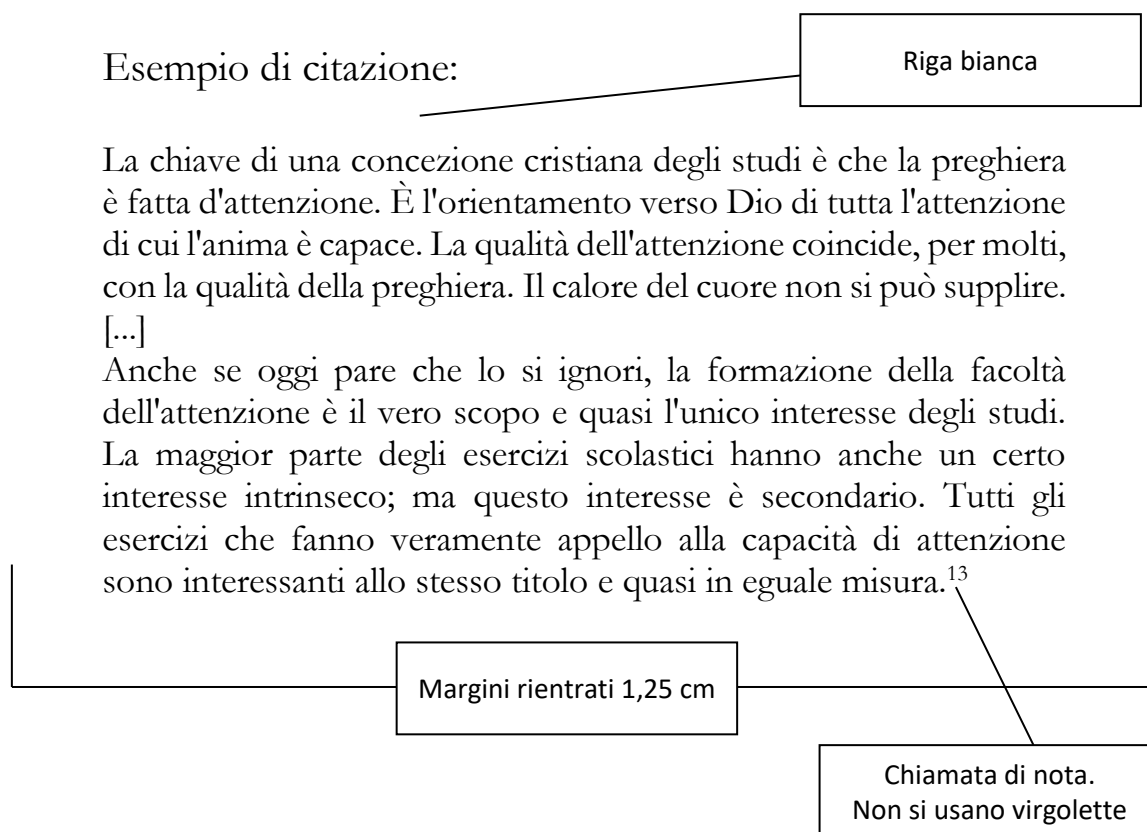 Esempio di citazione:
Riga bianca
La chiave di una concezione cristiana degli studi è che la preghiera
è fatta d'attenzione. È l'orientamento verso Dio di tutta l'attenzione
di cui l'anima è capace. La qualità dell'attenzione coincide, per molti,
con la qualità della preghiera. Il calore del cuore non si può supplire.
[...]
Anche se oggi pare che lo si ignori, la formazione della facoltà
dell'attenzione è il vero scopo e quasi l'unico interesse degli studi.
La maggior parte degli esercizi scolastici hanno anche un certo
interesse intrinseco; ma questo interesse è secondario. Tutti gli
esercizi che fanno veramente appello alla capacità di attenzione
sono interessanti allo stesso titolo e quasi in eguale misura.¹³
Margini rientrati 1,25 cm
Chiamata di nota.
Non si usano virgolette